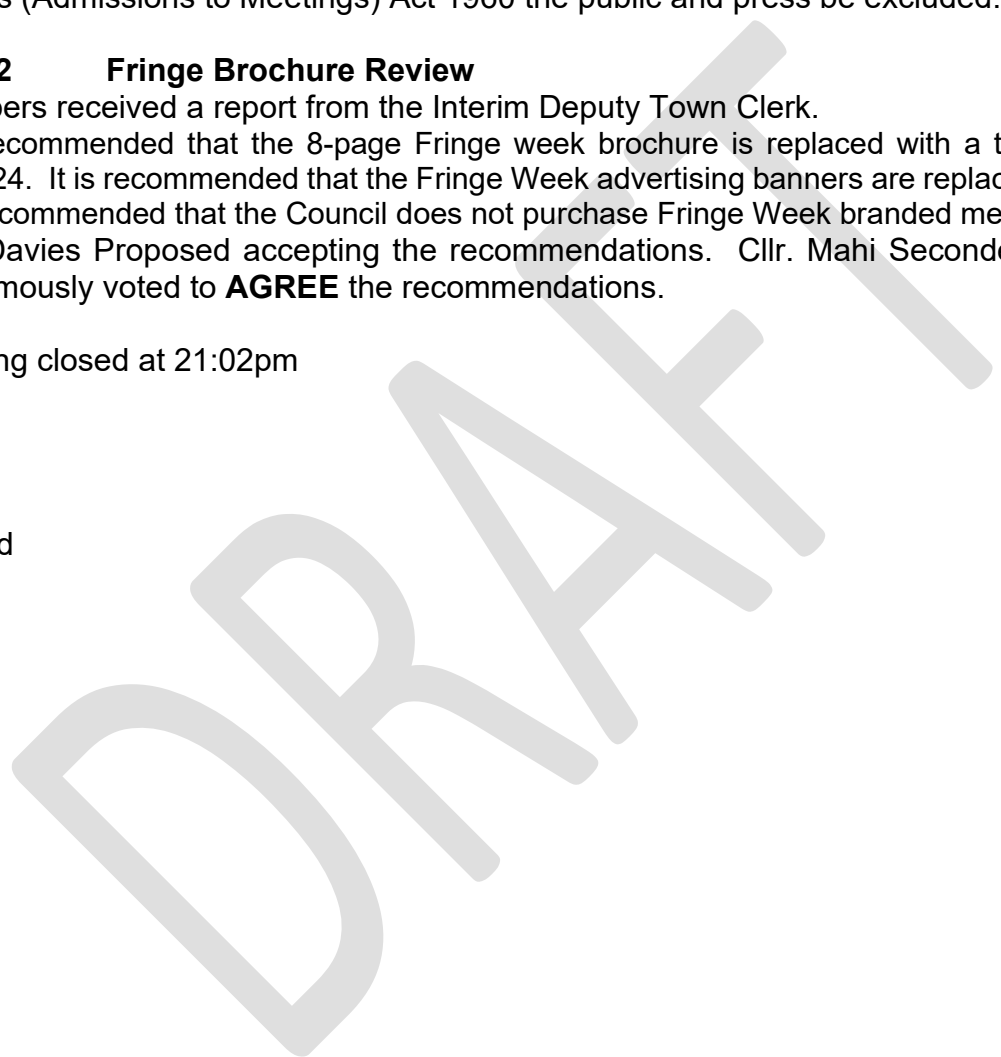 s (Admissions to Meetings) Act 1960 the public and press be excluded.
2 Fringe Brochure Review
bers received a report from the Interim Deputy Town Clerk.
ecommended that the 8-page Fringe week brochure is replaced with a t
24. It is recommended that the Fringe Week advertising banners are replac
commended that the Council does not purchase Fringe Week branded me
Davies Proposed accepting the recommendations. Cllr. Mahi Seconde
mously voted to AGREE the recommendations.
ng closed at 21:02pm
d
DRAFT